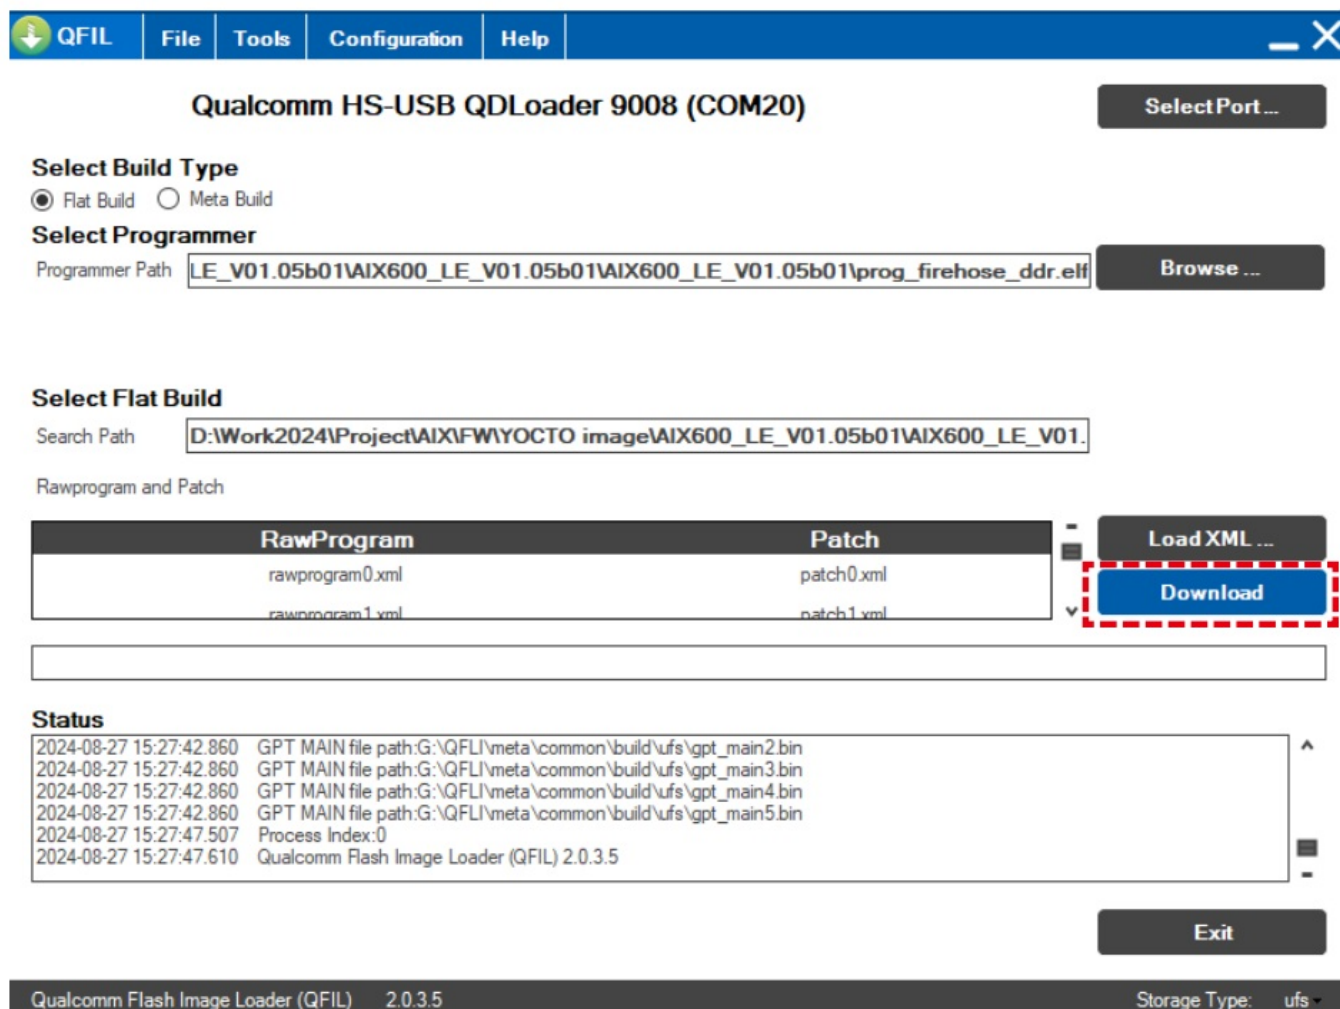 QFIL File Tools Configuration Help
Qualcomm HS-USB QDLoader 9008 (COM20) Select Port ...
Select Build Type
Flat Build Meta Build
Select Programmer
Programmer Path LE_V01.05b01\AIX600_LE_V01.05b01\AIX600_LE_V01.05b01\prog_firehose_ddr.elf Browse ...
Select Flat Build
Search Path D:\Work2024\Project\AIX\FW\YOCTO image\AIX600_LE_V01.05b01\AIX600_LE_V01.
Rawprogram and Patch
RawProgram Patch Load XML ...
rawprogram0.xml patch0.xml
Download
rawprogram1.xml patch1.xml
Status
2024-08-27 15:27:42.860 GPT MAIN file path:G:\QFLI\meta\common\build\ufs\gpt_main2.bin
2024-08-27 15:27:42.860 GPT MAIN file path:G:\QFLI\meta\common\build\ufs\gpt_main3.bin
2024-08-27 15:27:42.860 GPT MAIN file path:G:\QFLI\meta\common\build\ufs\gpt_main4.bin
2024-08-27 15:27:42.860 GPT MAIN file path:G:\QFLI\meta\common\build\ufs\gpt_main5.bin
2024-08-27 15:27:47.507 Process Index:0
2024-08-27 15:27:47.610 Qualcomm Flash Image Loader (QFIL) 2.0.3.5
Exit
Qualcomm Flash Image Loader (QFIL) 2.0.3.5 Storage Type: ufs